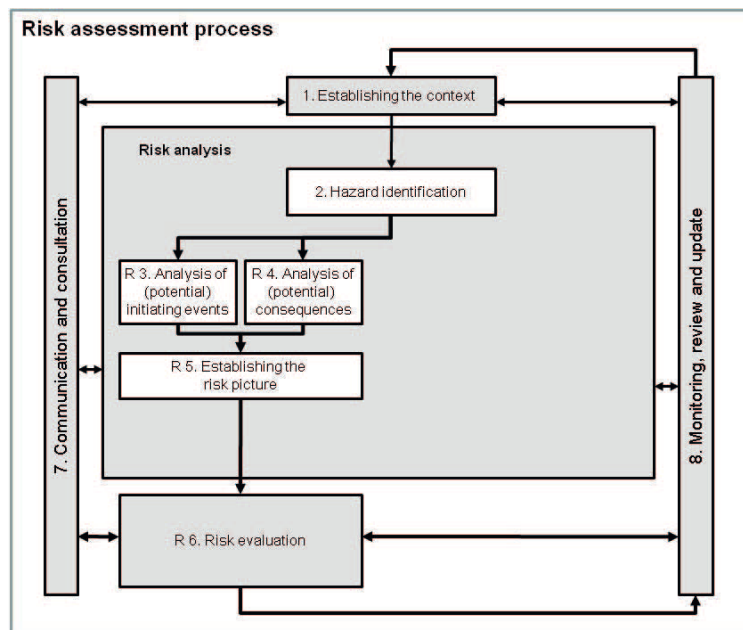 Risk assessment process
1. Establishing the context
Risk analysis
2. Hazard identification
R 3. Analysis of
(potential)
initiating events
R 4. Analysis of
(potential)
consequences
R 5. Establishing the
risk picture
R 6. Risk evaluation
7. Communication and consultation
8. Monitoring, review and update